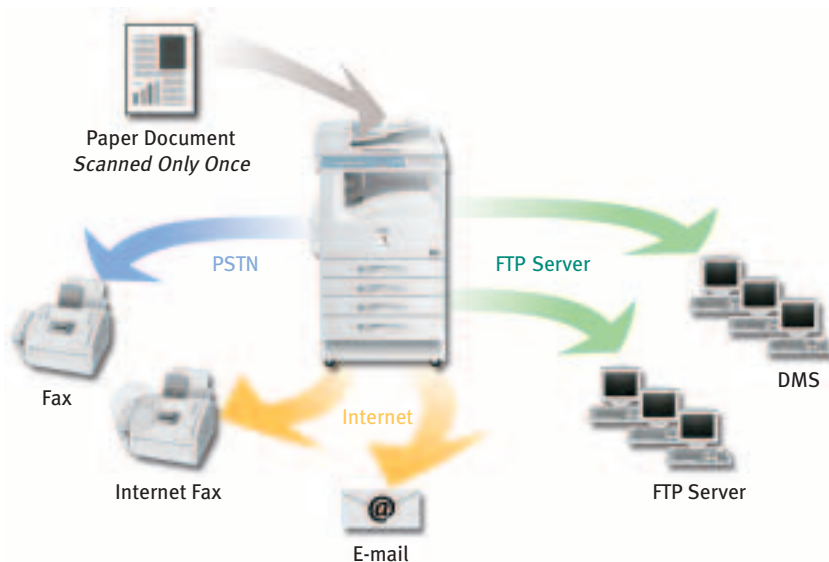 Paper Document
Scanned Only Once
PSTN
FTP Server
Fax
DMS
Internet
Internet Fax
FTP Server
@
E-mail